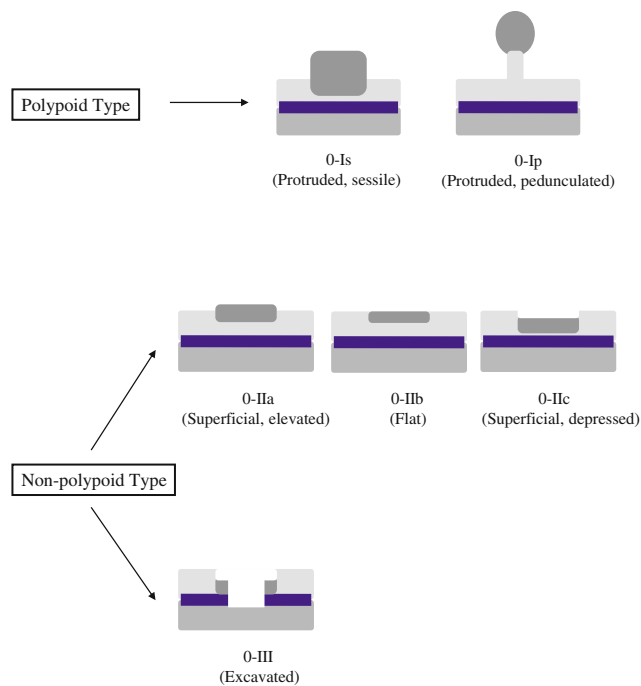 Polypoid Type
0-Is
(Protruded, sessile)
0-Ip
(Protruded, pedunculated)
0-IIa
(Superficial, elevated)
0-IIb
(Flat)
0-IIc
(Superficial, depressed)
Non-polypoid Type
0-III
(Excavated)